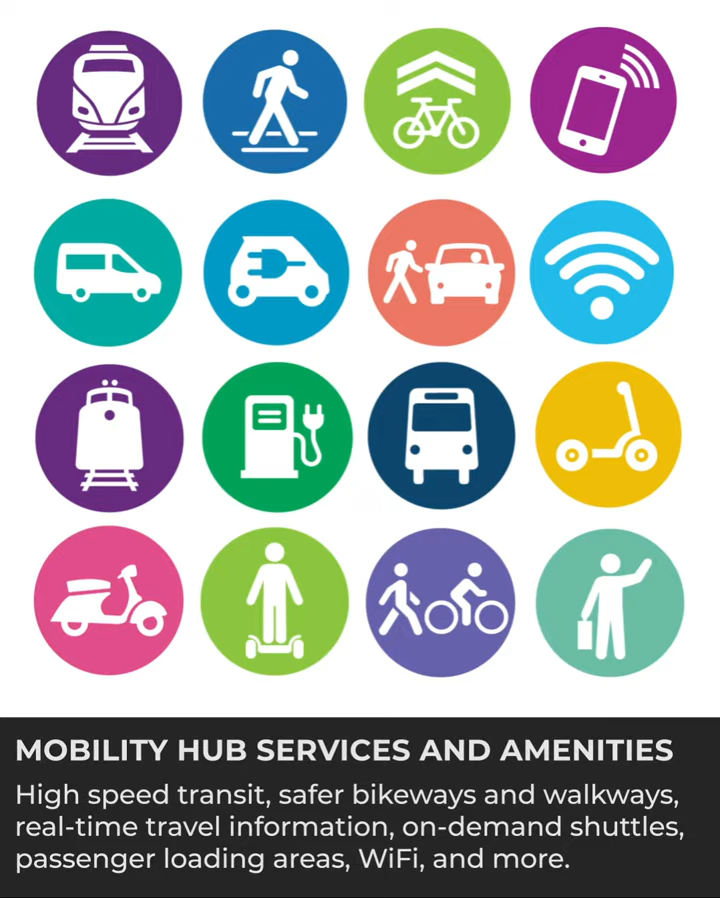 MOBILITY HUB SERVICES AND AMENITIES
High speed transit, safer bikeways and walkways,
real-time travel information, on-demand shuttles,
passenger loading areas, WiFi, and more.